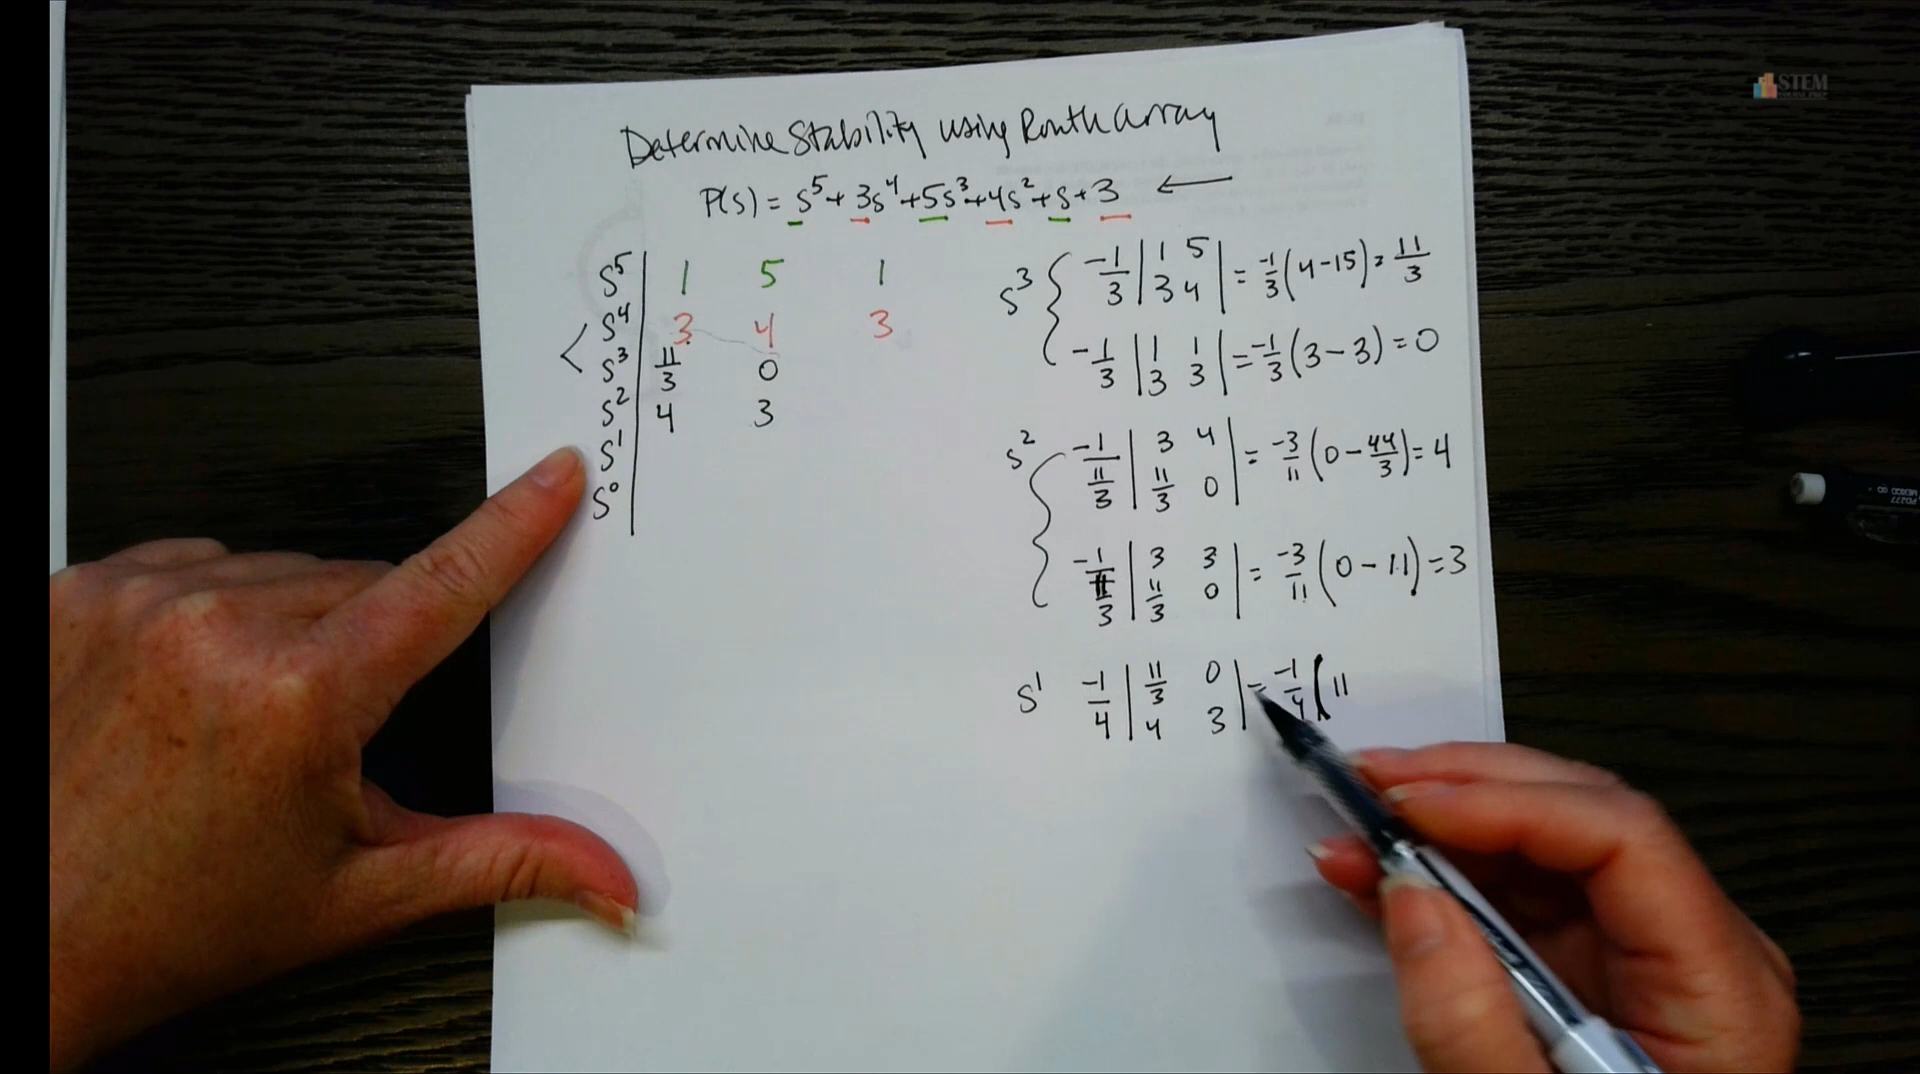 Determine Stability using Routh array
P(s) = s⁵ + 3s⁴ + 5s³ + 4s² + s + 3 ←
s⁵ | 1 5 1
s⁴ | 3 4 3
s³ | 11/3 0
s² | 4 3
s¹ |
s⁰ |
s³ { -1/3 | 1 5 ; 3 4 | = -1/3 (4-15) = 11/3
-1/3 | 1 1 ; 3 3 | = -1/3 (3-3) = 0
s² { -1/(11/3) | 3 4 ; 11/3 0 | = -3/11 (0 - 44/3) = 4
-1/(11/3) | 3 3 ; 11/3 0 | = -3/11 (0 - 11) = 3
s¹ -1/4 | 11/3 0 ; 4 3 | = -1/4 ( 11
STEM